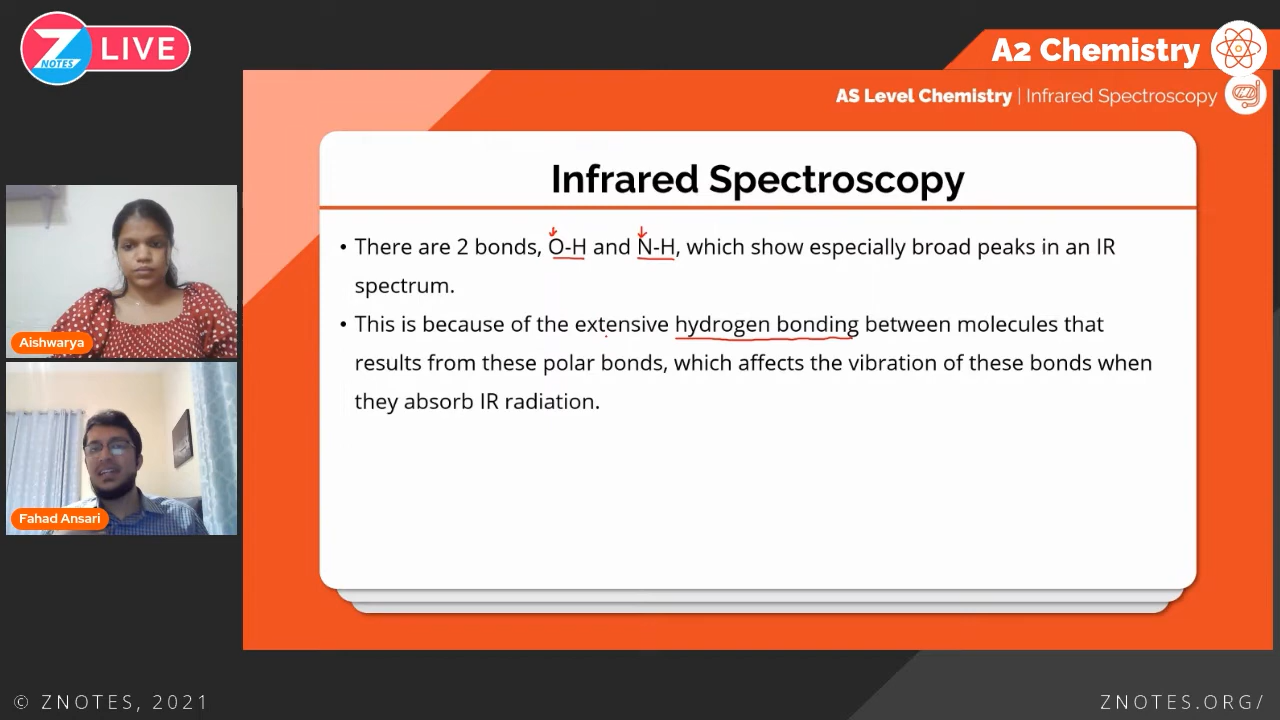 Z NOTES LIVE
A2 Chemistry
AS Level Chemistry | Infrared Spectroscopy
Infrared Spectroscopy
• There are 2 bonds, O-H and N-H, which show especially broad peaks in an IR
spectrum.
• This is because of the extensive hydrogen bonding between molecules that
results from these polar bonds, which affects the vibration of these bonds when
they absorb IR radiation.
Aishwarya
Fahad Ansari
© ZNOTES, 2021
ZNOTES.ORG/